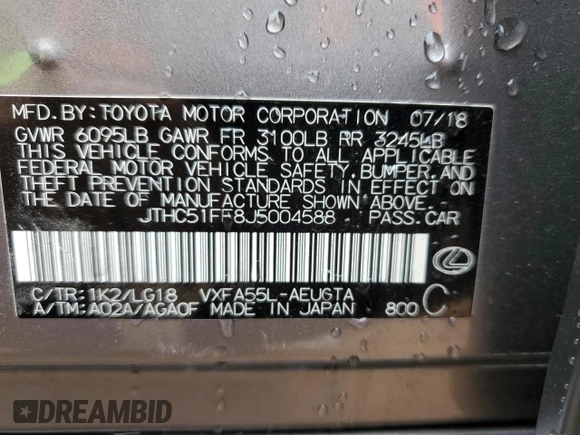 MFD. BY: TOYOTA MOTOR CORPORATION 07/18
GVWR 6095LB GAWR FR 3100LB RR 3245LB
THIS VEHICLE CONFORMS TO ALL APPLICABLE
FEDERAL MOTOR VEHICLE SAFETY, BUMPER, AND
THEFT PREVENTION STANDARDS IN EFFECT ON
THE DATE OF MANUFACTURE SHOWN ABOVE.
JTHC51FF8J5004588 PASS. CAR
C/TR: 1K2/LG18 VXFA55L-AEUGTA
A/TM: A02A/AGA0F MADE IN JAPAN 800 C
DREAMBID